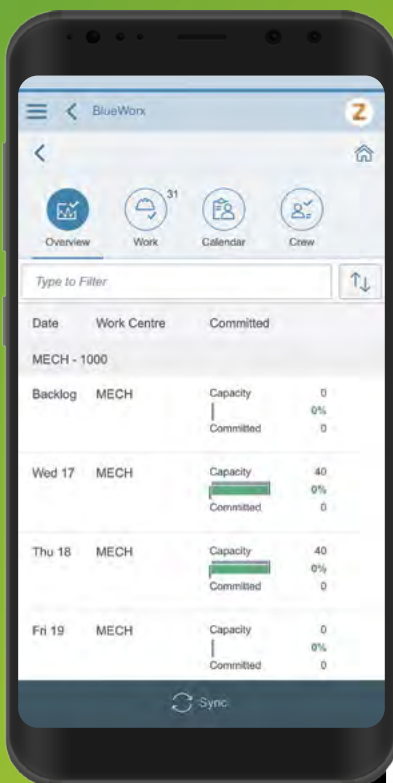 BlueWorx
Z
31
Overview Work Calendar Crew
Type to Filter
Date Work Centre Committed
MECH - 1000
Backlog MECH Capacity 0
0%
Committed 0
Wed 17 MECH Capacity 40
0%
Committed 0
Thu 18 MECH Capacity 40
0%
Committed 0
Fri 19 MECH Capacity 0
0%
Committed 0
Sync